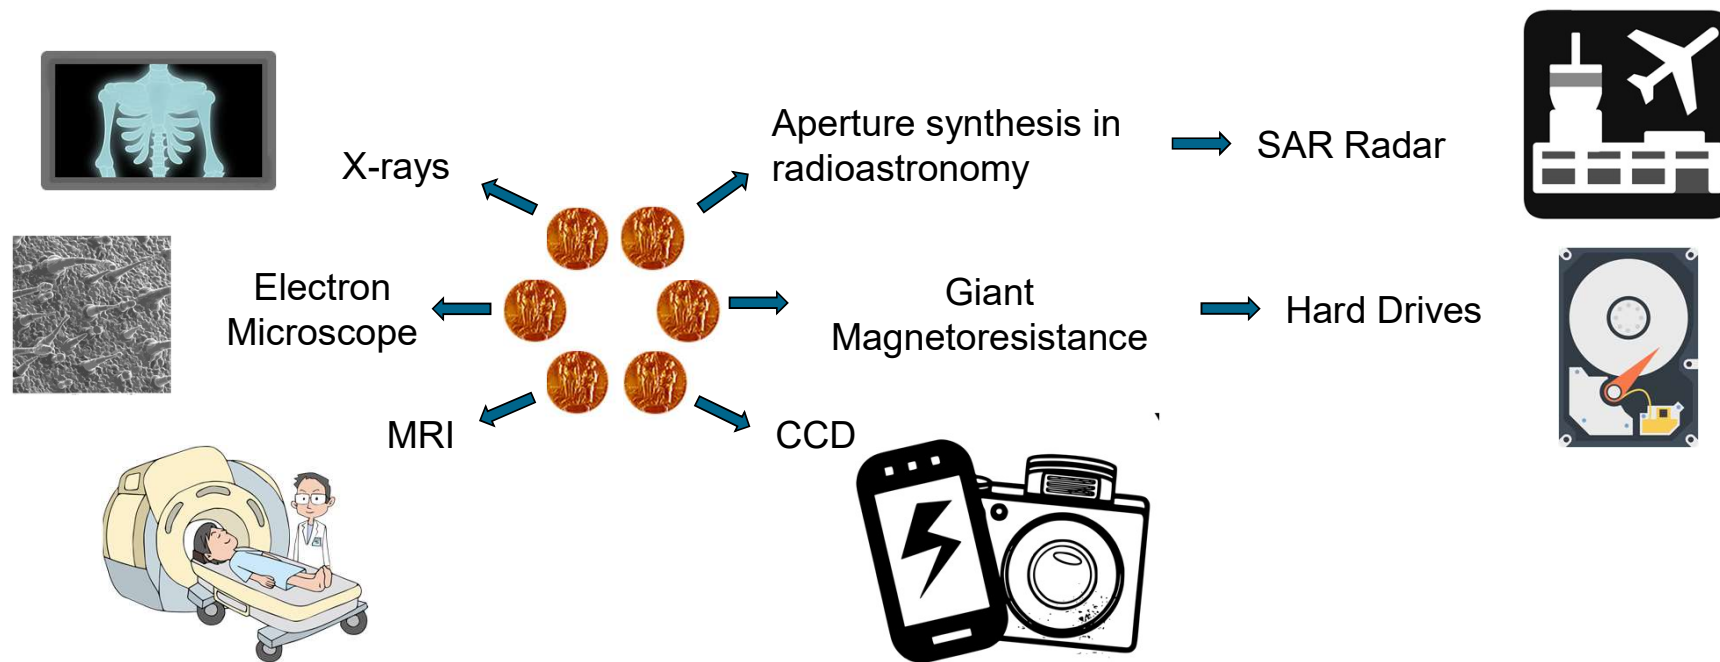 X-rays
Aperture synthesis in
radioastronomy
SAR Radar
Electron
Microscope
Giant
Magnetoresistance
Hard Drives
MRI
CCD